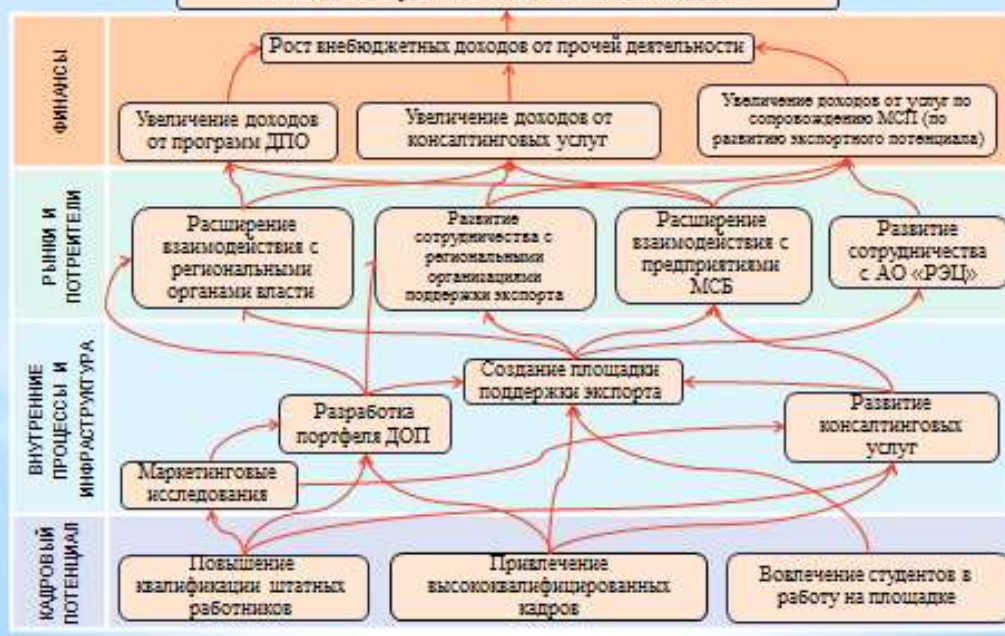 ФИНАНСЫ
Рост внебюджетных доходов от прочей деятельности
Увеличение доходов
от программ ДПО
Увеличение доходов от
консалтинговых услуг
Увеличение доходов от услуг по
сопровождению МСП (по
развитию экспортного потенциала)
РЫНКИ И
ПОТРЕБИТЕЛИ
Расширение
взаимодействия с
региональными
органами власти
Развитие
сотрудничества с
региональными
организациями
поддержки экспорта
Расширение
взаимодействия с
предприятиями
МСБ
Развитие
сотрудничества
с АО «РЭЦ»
ВНУТРЕННИЕ
ПРОЦЕССЫ И
ИНФРАСТРУКТУРА
Создание площадки
поддержки экспорта
Разработка
портфеля ДОП
Развитие
консалтинговых
услуг
Маркетинговые
исследования
КАДРОВЫЙ
ПОТЕНЦИАЛ
Повышение
квалификации штатных
работников
Привлечение
высококвалифицированных
кадров
Вовлечение студентов в
работу на площадке